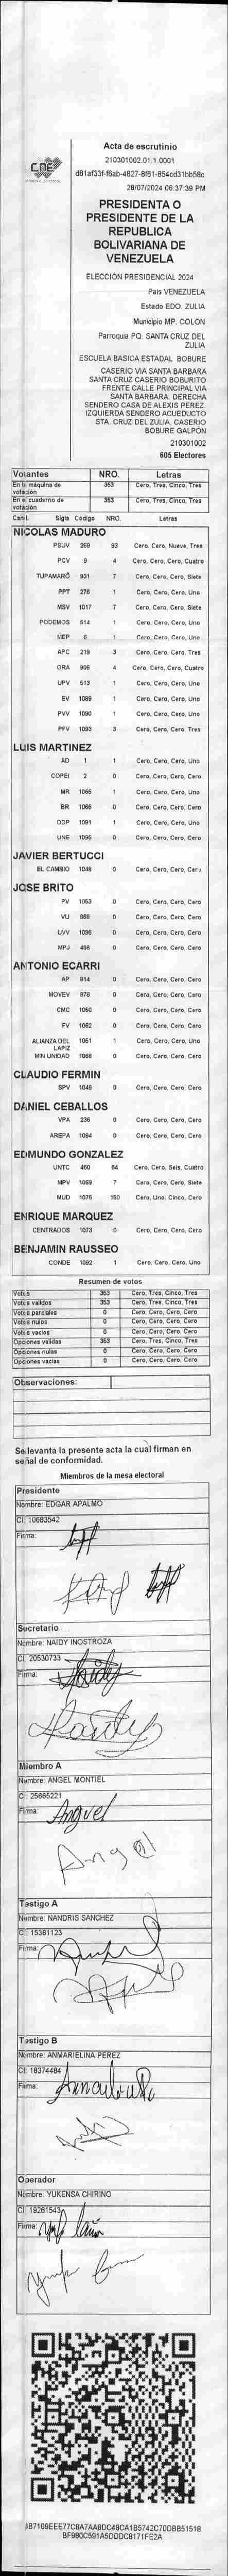 CNE
Acta de escrutinio
210301002.01.1.0001
28/07/2024 06:37:39 PM
PRESIDENTA O
PRESIDENTE DE LA
REPUBLICA
BOLIVARIANA DE
VENEZUELA
ELECCIÓN PRESIDENCIAL 2024
País VENEZUELA
Estado EDO. ZULIA
Municipio MP. COLÓN
Parroquia PQ. SANTA CRUZ DEL
ZULIA
ESCUELA BASICA ESTADAL BOBURE
CASERIO VIA SANTA BARBARA
SANTA CRUZ CASERIO BOBURITO
FRENTE CALLE PRINCIPAL VIA
SANTA BARBARA. DERECHA
SENDERO CASA DE ALEXIS PEREZ.
IZQUIERDA SENDERO ACUEDUCTO
STA. CRUZ DEL ZULIA, CASERIO
BOBURE GALPÓN
210301002
605 Electores
Votantes NRO. Letras
En la máquina de votación 353 Cero, Tres, Cinco, Tres
En el cuaderno de votación 353 Cero, Tres, Cinco, Tres
Cand. Sigla Código NRO. Letras
NICOLAS MADURO
PSUV 269 93 Cero, Cero, Nueve, Tres
PCV 9 4 Cero, Cero, Cero, Cuatro
TUPAMARO 931 7 Cero, Cero, Cero, Siete
PPT 276 1 Cero, Cero, Cero, Uno
MSV 1017 7 Cero, Cero, Cero, Siete
PODEMOS 514 1 Cero, Cero, Cero, Uno
MEP 6 1 Cero, Cero, Cero, Uno
APC 219 3 Cero, Cero, Cero, Tres
ORA 906 4 Cero, Cero, Cero, Cuatro
UPV 513 1 Cero, Cero, Cero, Uno
EV 1089 1 Cero, Cero, Cero, Uno
PVV 1090 1 Cero, Cero, Cero, Uno
PFV 1093 3 Cero, Cero, Cero, Tres
LUIS MARTINEZ
AD 1 1 Cero, Cero, Cero, Uno
COPEI 2 0 Cero, Cero, Cero, Cero
MR 1065 1 Cero, Cero, Cero, Uno
BR 1066 0 Cero, Cero, Cero, Cero
DDP 1091 1 Cero, Cero, Cero, Uno
UNE 1095 0 Cero, Cero, Cero, Cero
JAVIER BERTUCCI
EL CAMBIO 1048 0 Cero, Cero, Cero, Cero
JOSE BRITO
PV 1053 0 Cero, Cero, Cero, Cero
VU 868 0 Cero, Cero, Cero, Cero
UVV 1096 0 Cero, Cero, Cero, Cero
MPJ 458 0 Cero, Cero, Cero, Cero
ANTONIO ECARRI
AP 914 0 Cero, Cero, Cero, Cero
MOVEV 878 0 Cero, Cero, Cero, Cero
CMC 1050 0 Cero, Cero, Cero, Cero
FV 1062 0 Cero, Cero, Cero, Cero
ALIANZA DEL LAPIZ 1051 1 Cero, Cero, Cero, Uno
MIN UNIDAD 1068 0 Cero, Cero, Cero, Cero
CLAUDIO FERMIN
SPV 1049 0 Cero, Cero, Cero, Cero
DANIEL CEBALLOS
VPA 236 0 Cero, Cero, Cero, Cero
AREPA 1094 0 Cero, Cero, Cero, Cero
EDMUNDO GONZALEZ
UNTC 460 64 Cero, Cero, Seis, Cuatro
MPV 1069 7 Cero, Cero, Cero, Siete
MUD 1076 150 Cero, Uno, Cinco, Cero
ENRIQUE MARQUEZ
CENTRADOS 1073 0 Cero, Cero, Cero, Cero
BENJAMIN RAUSSEO
CONDE 1092 1 Cero, Cero, Cero, Uno
Resumen de votos
Votos 353 Cero, Tres, Cinco, Tres
Votos válidos 353 Cero, Tres, Cinco, Tres
Votos parciales 0 Cero, Cero, Cero, Cero
Votos nulos 0 Cero, Cero, Cero, Cero
Votos vacíos 0 Cero, Cero, Cero, Cero
Opciones válidas 353 Cero, Tres, Cinco, Tres
Opciones nulas 0 Cero, Cero, Cero, Cero
Opciones vacías 0 Cero, Cero, Cero, Cero
Observaciones:
Se levanta la presente acta la cual firman en
señal de conformidad.
Miembros de la mesa electoral
Presidente
Nombre: EDGAR APALMO
CI: 10683542
Firma:
Secretario
Nombre: NAIDY INOSTROZA
CI: 20530733
Firma: Naidy
Naidy
Miembro A
Nombre: ANGEL MONTIEL
CI: 25665221
Firma: Anguel
Angel
Testigo A
Nombre: NANDRIS SANCHEZ
CI: 15381123
Firma:
Testigo B
Nombre: ANMARIELINA PEREZ
CI: 18374484
Firma:
Operador
Nombre: YUKENSA CHIRINO
CI: 19261543
Firma: